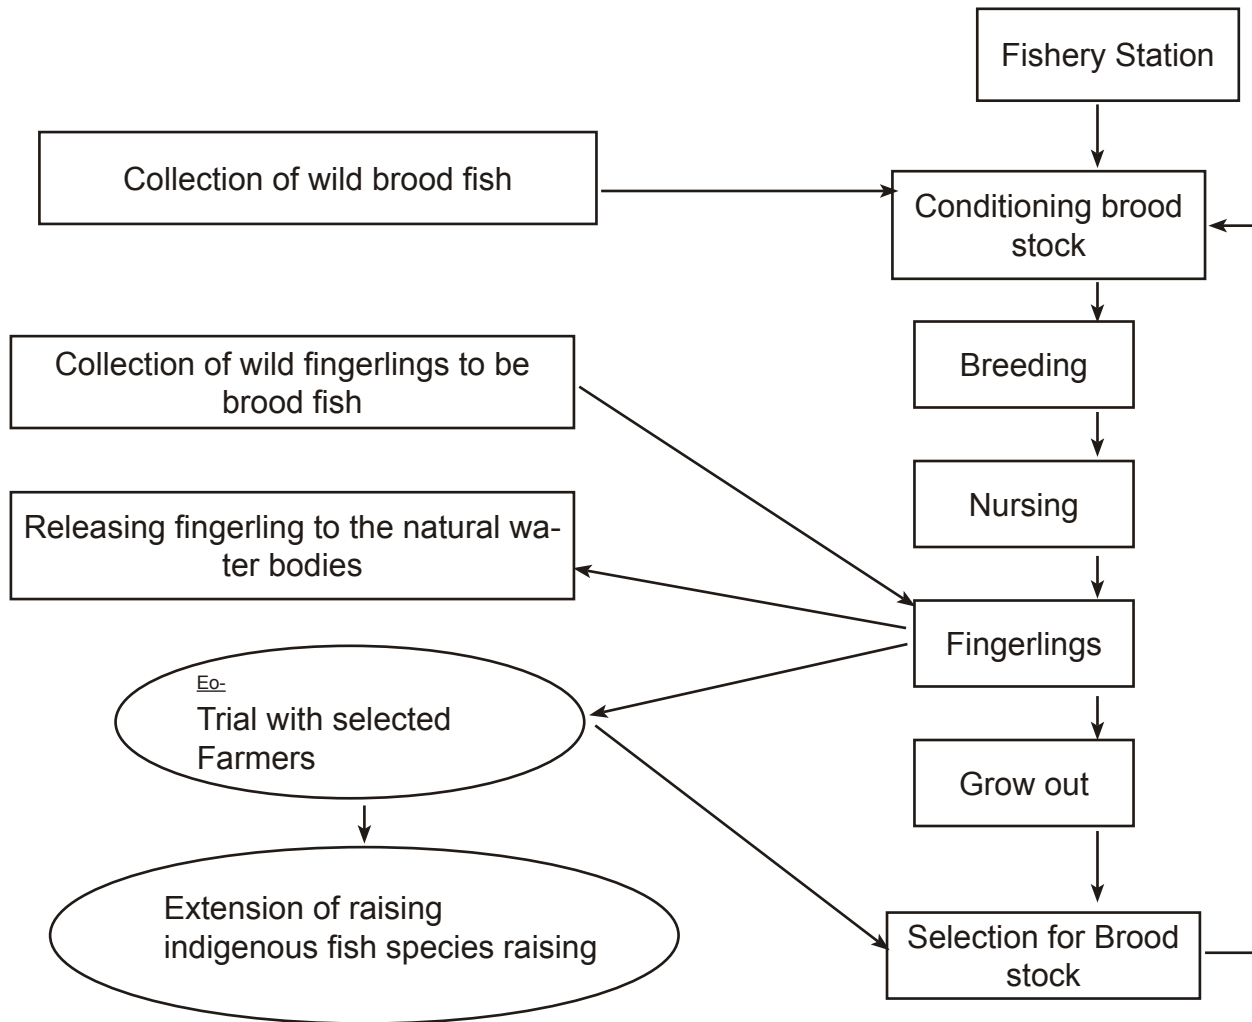 Fishery Station
Collection of wild brood fish
Conditioning brood
stock
Collection of wild fingerlings to be
brood fish
Breeding
Releasing fingerling to the natural wa-
ter bodies
Nursing
Fingerlings
Eo-
Trial with selected
Farmers
Grow out
Extension of raising
indigenous fish species raising
Selection for Brood
stock